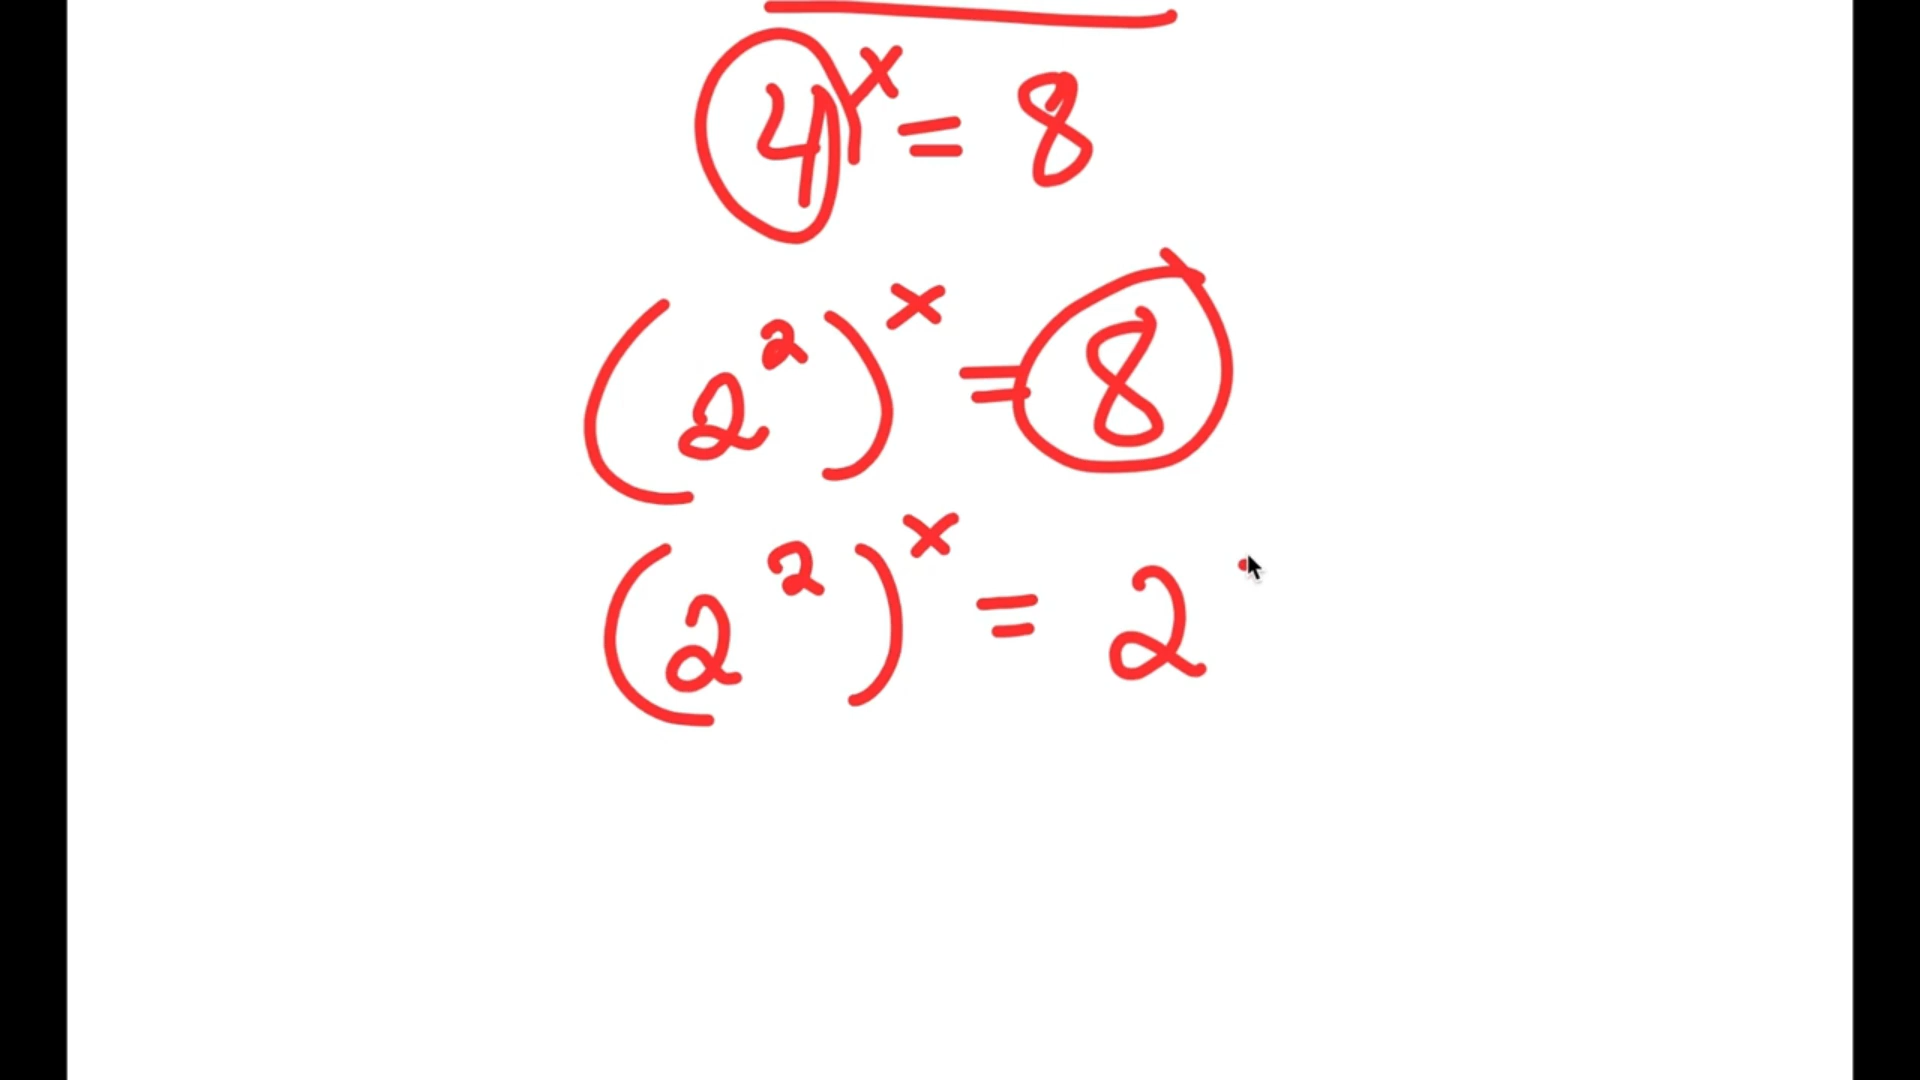 4^x = 8
(2^2)^x = 8
(2^2)^x = 2